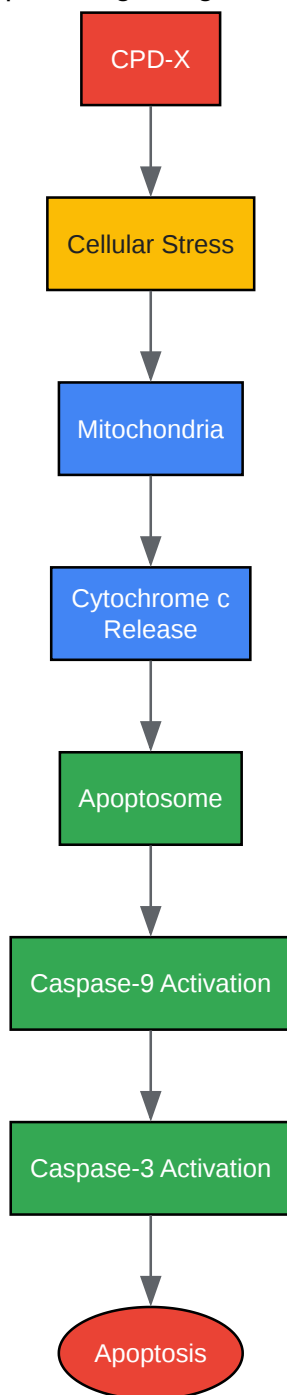 CPD-X
Cellular Stress
Mitochondria
Cytochrome c
Release
Apoptosome
Caspase-9 Activation
Caspase-3 Activation
Apoptosis